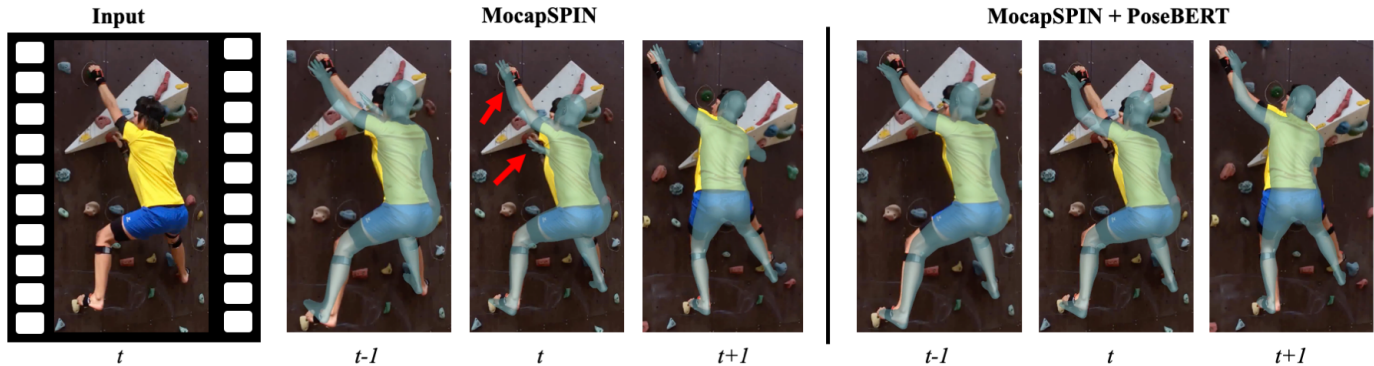 Input
MocapSPIN
MocapSPIN + PoseBERT
t
t-1
t
t+1
t-1
t
t+1